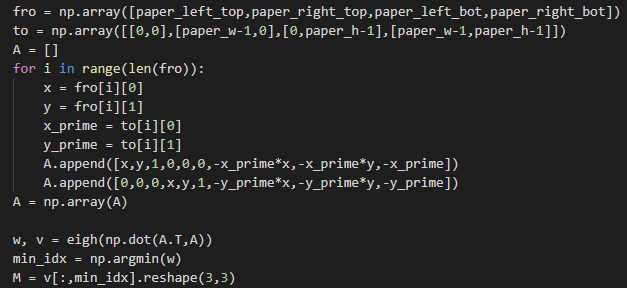 fro = np.array([paper_left_top,paper_right_top,paper_left_bot,paper_right_bot])
to = np.array([[0,0],[paper_w-1,0],[0,paper_h-1],[paper_w-1,paper_h-1]])
A = []
for i in range(len(fro)):
    x = fro[i][0]
    y = fro[i][1]
    x_prime = to[i][0]
    y_prime = to[i][1]
    A.append([x,y,1,0,0,0,-x_prime*x,-x_prime*y,-x_prime])
    A.append([0,0,0,x,y,1,-y_prime*x,-y_prime*y,-y_prime])
A = np.array(A)
w, v = eigh(np.dot(A.T,A))
min_idx = np.argmin(w)
M = v[:,min_idx].reshape(3,3)